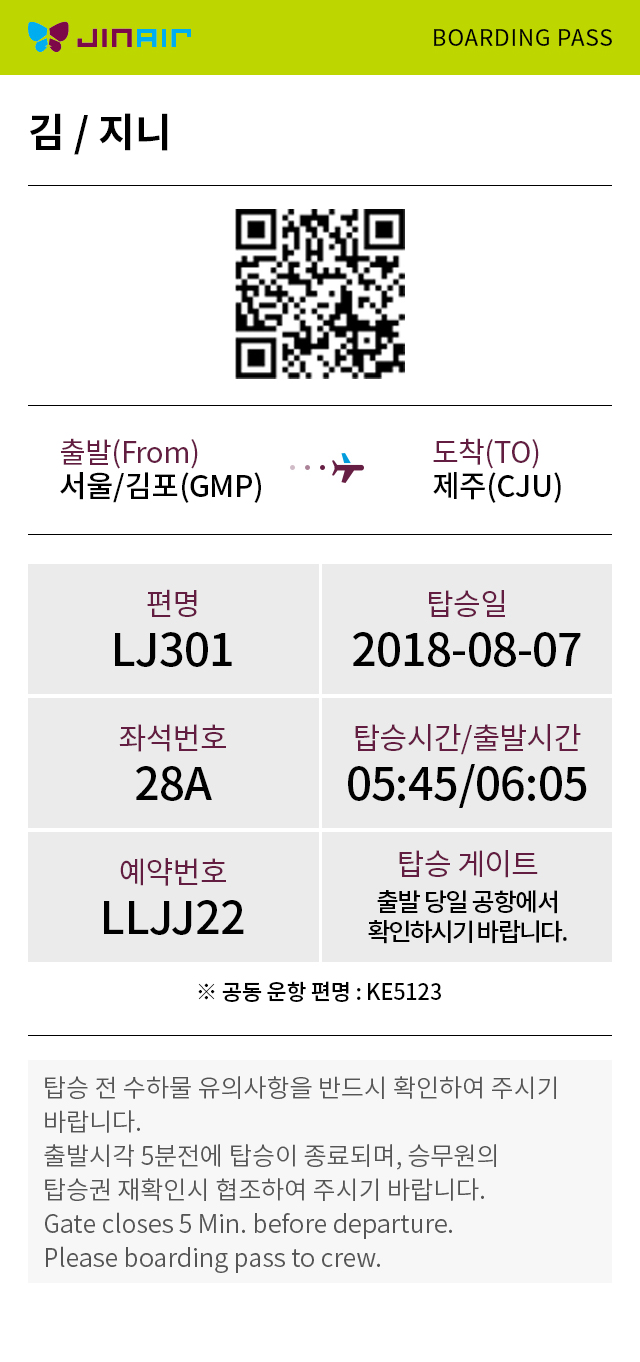 JINAIR
BOARDING PASS
김 / 지니
출발(From)
서울/김포(GMP)
도착(TO)
제주(CJU)
편명
LJ301
탑승일
2018-08-07
좌석번호
28A
탑승시간/출발시간
05:45/06:05
예약번호
LLJJ22
탑승 게이트
출발 당일 공항에서
확인하시기 바랍니다.
※ 공동 운항 편명 : KE5123
탑승 전 수하물 유의사항을 반드시 확인하여 주시기
바랍니다.
출발시각 5분전에 탑승이 종료되며, 승무원의
탑승권 재확인시 협조하여 주시기 바랍니다.
Gate closes 5 Min. before departure.
Please boarding pass to crew.